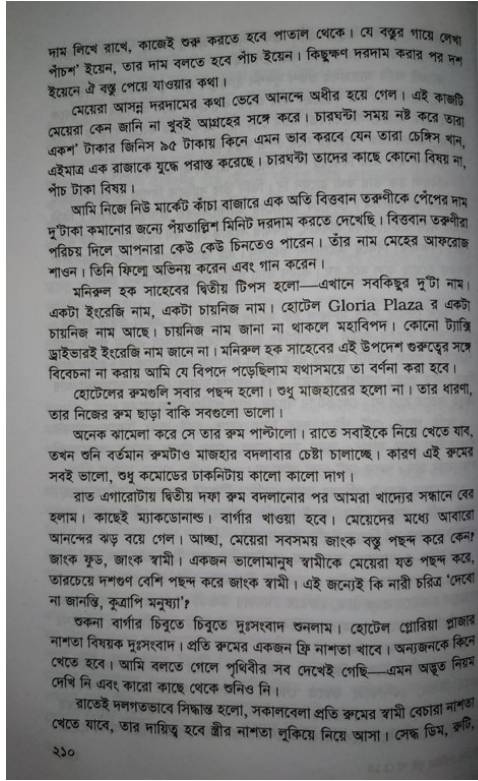 দাম লিখে রাখে, কাজেই শুরু করতে হবে পাতাল থেকে। যে বস্তুর গায়ে লেখা
পাঁচশ' ইয়েন, তার দাম বলতে হবে পাঁচ ইয়েন। কিছুক্ষণ দরদাম করার পর দশ
ইয়েনে ঐ বস্তু পেয়ে যাওয়ার কথা।
মেয়েরা আসন্ন দরদামের কথা ভেবে আনন্দে অধীর হয়ে গেল। এই কাজটি
মেয়েরা কেন জানি না খুবই আগ্রহের সঙ্গে করে। চারঘন্টা সময় নষ্ট করে তারা
একশ' টাকার জিনিস ৯৫ টাকায় কিনে এমন ভাব করবে যেন তারা চেঙ্গিস খান,
এইমাত্র এক রাজাকে যুদ্ধে পরাস্ত করেছে। চারঘন্টা তাদের কাছে কোনো বিষয় না,
পাঁচ টাকা বিষয়।
আমি নিজে নিউ মার্কেট কাঁচা বাজারে এক অতি বিত্তবান তরুণীকে পেঁপের দাম
দু'টাকা কমানোর জন্যে পঁয়তাল্লিশ মিনিট দরদাম করতে দেখেছি। বিত্তবান তরুণীর
পরিচয় দিলে আপনারা কেউ কেউ চিনতেও পারেন। তাঁর নাম মেহের আফরোজ
শাওন। তিনি ফিল্মে অভিনয় করেন এবং গান করেন।
মনিরুল হক সাহেবের দ্বিতীয় টিপস হলো—এখানে সবকিছুর দু'টা নাম।
একটা ইংরেজি নাম, একটা চায়নিজ নাম। হোটেল Gloria Plaza র একটা
চায়নিজ নাম আছে। চায়নিজ নাম জানা না থাকলে মহাবিপদ। কোনো ট্যাক্সি
ড্রাইভারই ইংরেজি নাম জানে না। মনিরুল হক সাহেবের এই উপদেশ গুরুত্বের সঙ্গে
বিবেচনা না করায় আমি যে বিপদে পড়েছিলাম যথাসময়ে তা বর্ণনা করা হবে।
হোটেলের রুমগুলি সবার পছন্দ হলো। শুধু মাজহারের হলো না। তার ধারণা,
তার নিজের রুম ছাড়া বাকি সবগুলো ভালো।
অনেক ঝামেলা করে সে তার রুম পাল্টালো। রাতে সবাইকে নিয়ে খেতে যাব,
তখন শুনি বর্তমান রুমটাও মাজহার বদলাবার চেষ্টা চালাচ্ছে। কারণ এই রুমের
সবই ভালো, শুধু কমোডের ঢাকনিটায় কালো কালো দাগ।
রাত এগারোটায় দ্বিতীয় দফা রুম বদলানোর পর আমরা খাদ্যের সন্ধানে বের
হলাম। কাছেই ম্যাকডোনাল্ড। বার্গার খাওয়া হবে। মেয়েদের মধ্যে আবারো
আনন্দের ঝড় বয়ে গেল। আচ্ছা, মেয়েরা সবসময় জাংক বস্তু পছন্দ করে কেন?
জাংক ফুড, জাংক স্বামী। একজন ভালোমানুষ স্বামীকে মেয়েরা যত পছন্দ করে,
তারচেয়ে দশগুণ বেশি পছন্দ করে জাংক স্বামী। এই জন্যেই কি নারী চরিত্র 'দেবা
না জানন্তি, কুত্রাপি মনুষ্যা'?
শুকনা বার্গার চিবুতে চিবুতে দুঃসংবাদ শুনলাম। হোটেল গ্লোরিয়া প্লাজার
নাশতা বিষয়ক দুঃসংবাদ। প্রতি রুমের একজন ফ্রি নাশতা খাবে। অন্যজনকে কিনে
খেতে হবে। আমি বলতে গেলে পৃথিবীর সব দেখেই গেছি—এমন অদ্ভুত নিয়ম
দেখি নি এবং কারো কাছে থেকে শুনিও নি।
রাতেই দলগতভাবে সিদ্ধান্ত হলো, সকালবেলা প্রতি রুমের স্বামী বেচারা নাশতা
খেতে যাবে, তার দায়িত্ব হবে স্ত্রীর নাশতা লুকিয়ে নিয়ে আসা। সেদ্ধ ডিম, রুটি,
২১০